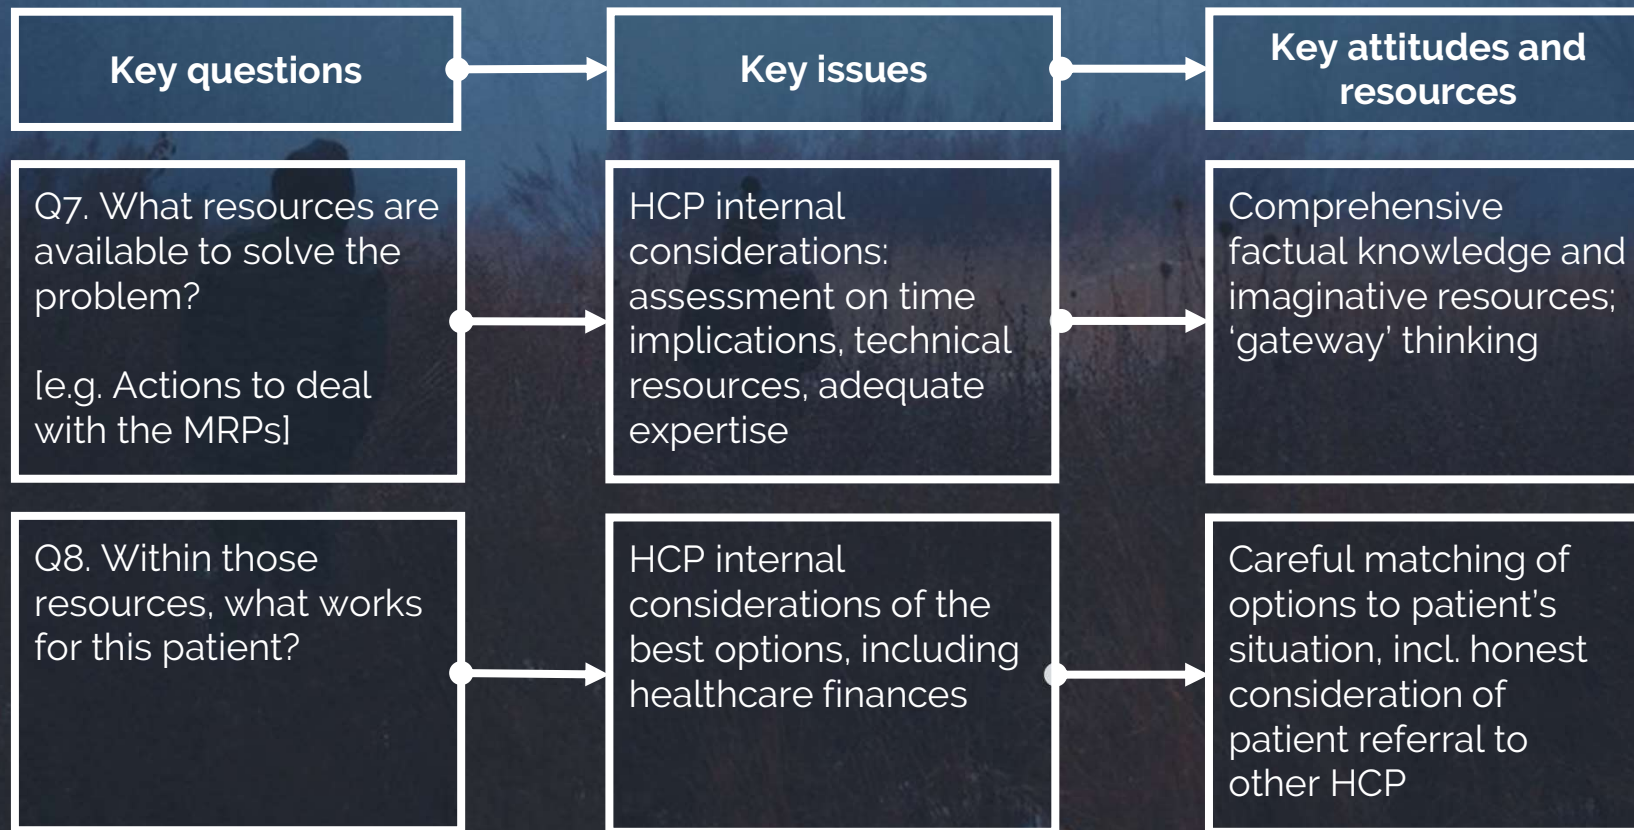 Key questions
Key issues
Key attitudes and
resources
Q7. What resources are
available to solve the
problem?
[e.g. Actions to deal
with the MRPs]
HCP internal
considerations:
assessment on time
implications, technical
resources, adequate
expertise
Comprehensive
factual knowledge and
imaginative resources;
‘gateway’ thinking
Q8. Within those
resources, what works
for this patient?
HCP internal
considerations of the
best options, including
healthcare finances
Careful matching of
options to patient’s
situation, incl. honest
consideration of
patient referral to
other HCP